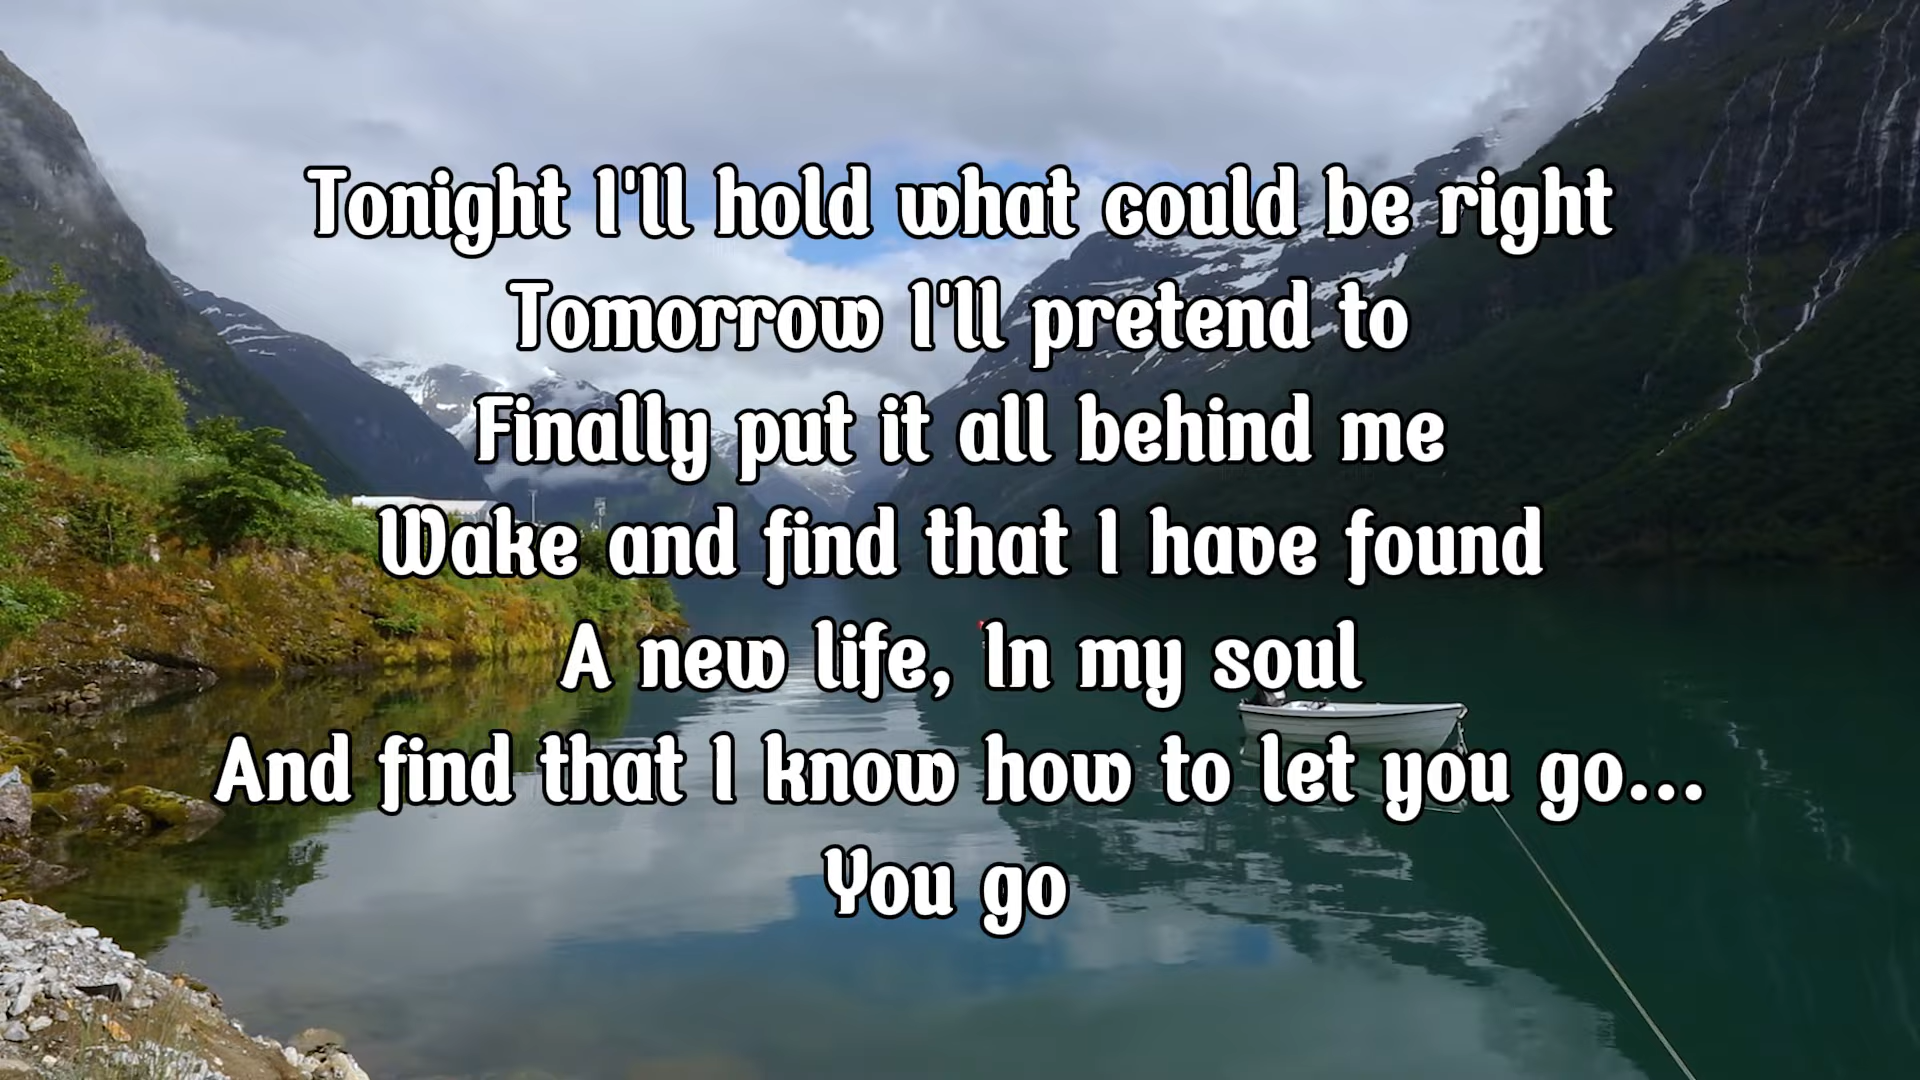 Tonight I'll hold what could be right
Tomorrow I'll pretend to
Finally put it all behind me
Wake and find that I have found
A new life, In my soul
And find that I know how to let you go...
You go